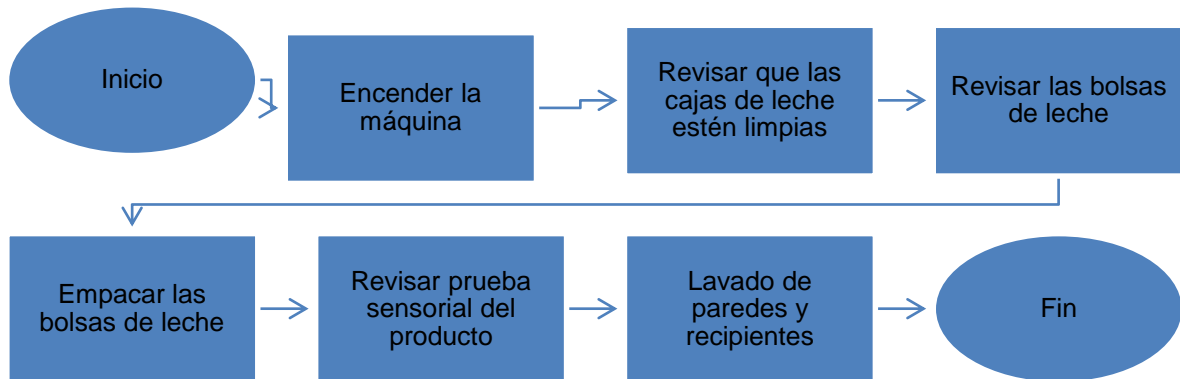 Inicio
Encender la
máquina
Revisar que las
cajas de leche
estén limpias
Revisar las bolsas
de leche
Empacar las
bolsas de leche
Revisar prueba
sensorial del
producto
Lavado de
paredes y
recipientes
Fin